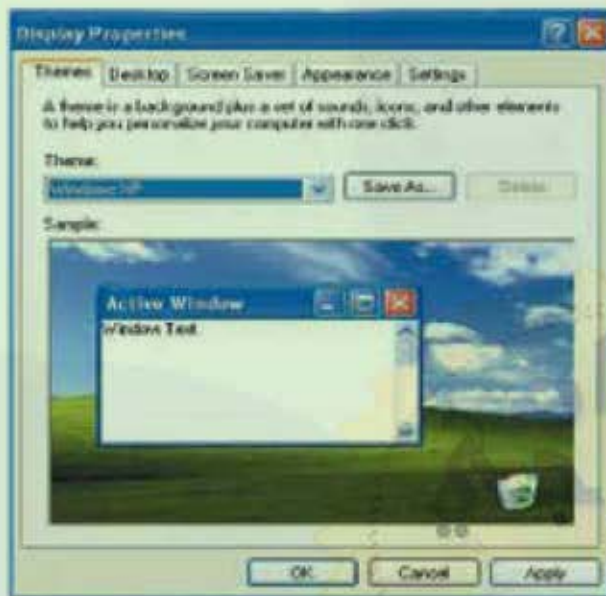 Display Properties
Themes Desktop Screen Saver Appearance Settings
A theme is a background plus a set of sounds, icons, and other elements
to help you personalize your computer with one click.
Theme:
Windows XP Save As... Delete
Sample:
Active Window
Window Text
OK Cancel Apply